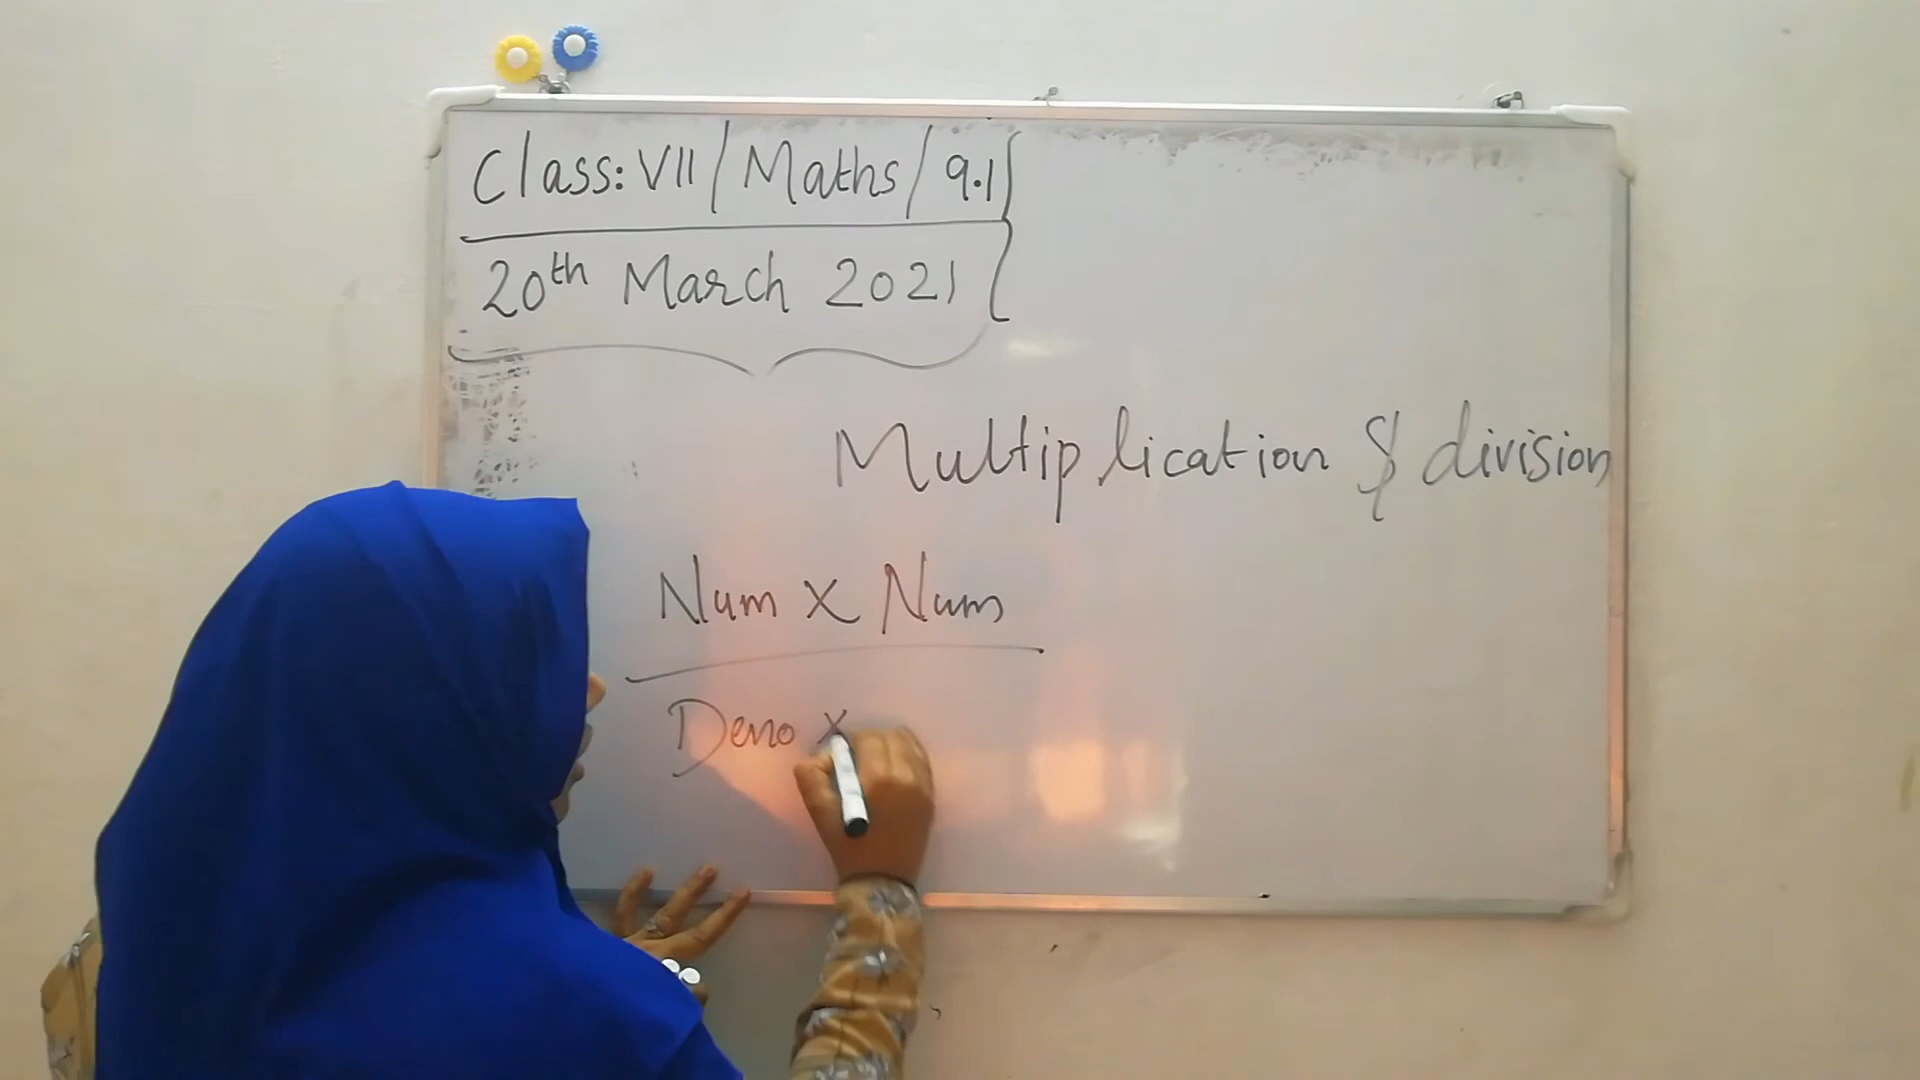 Class: VII / Maths / 9.1
20th March 2021
Multiplication & division
Num x Num
Deno x